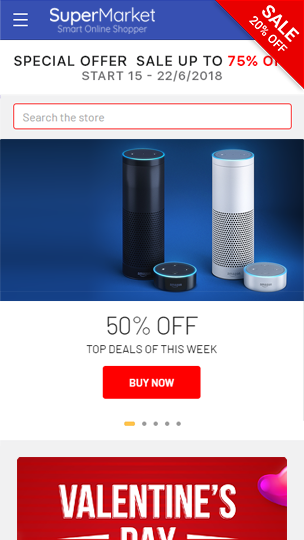 SuperMarket
Smart Online Shopper
SALE
20% OFF
SPECIAL OFFER SALE UP TO 75%
START 15 - 22/6/2018
Search the store
50% OFF
TOP DEALS OF THIS WEEK
BUY NOW
VALENTINE'S
DAY